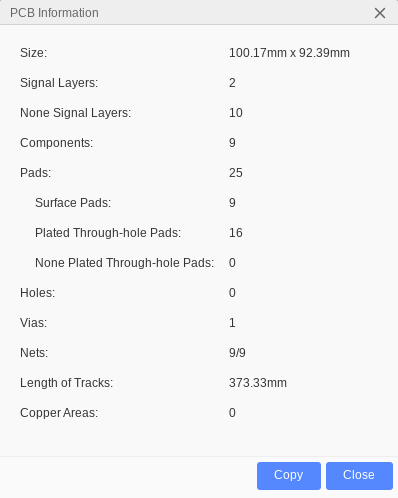 PCB Information
Size: 100.17mm x 92.39mm
Signal Layers: 2
None Signal Layers: 10
Components: 9
Pads: 25
Surface Pads: 9
Plated Through-hole Pads: 16
None Plated Through-hole Pads: 0
Holes: 0
Vias: 1
Nets: 9/9
Length of Tracks: 373.33mm
Copper Areas: 0
Copy Close